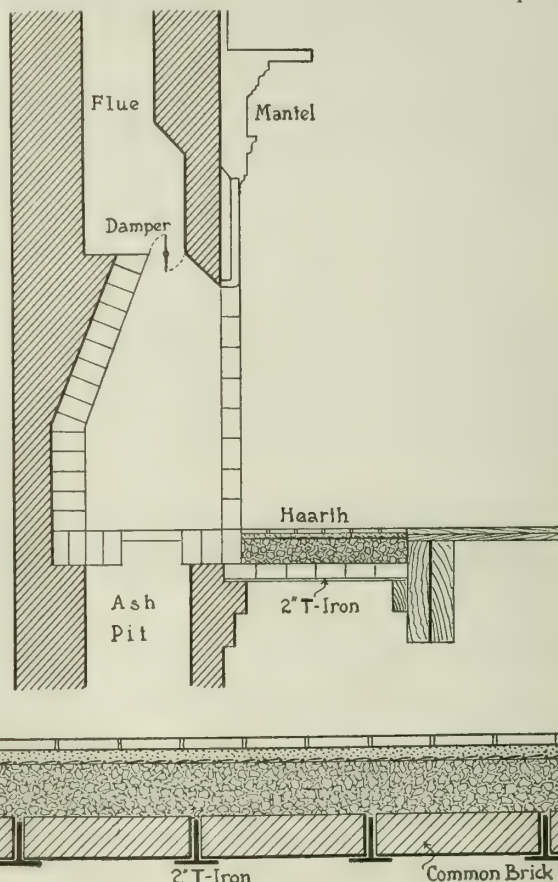 Flue
Mantel
Damper
Haarth
2" T-Iron
Ash
Pit
2" T-Iron
Common Brick